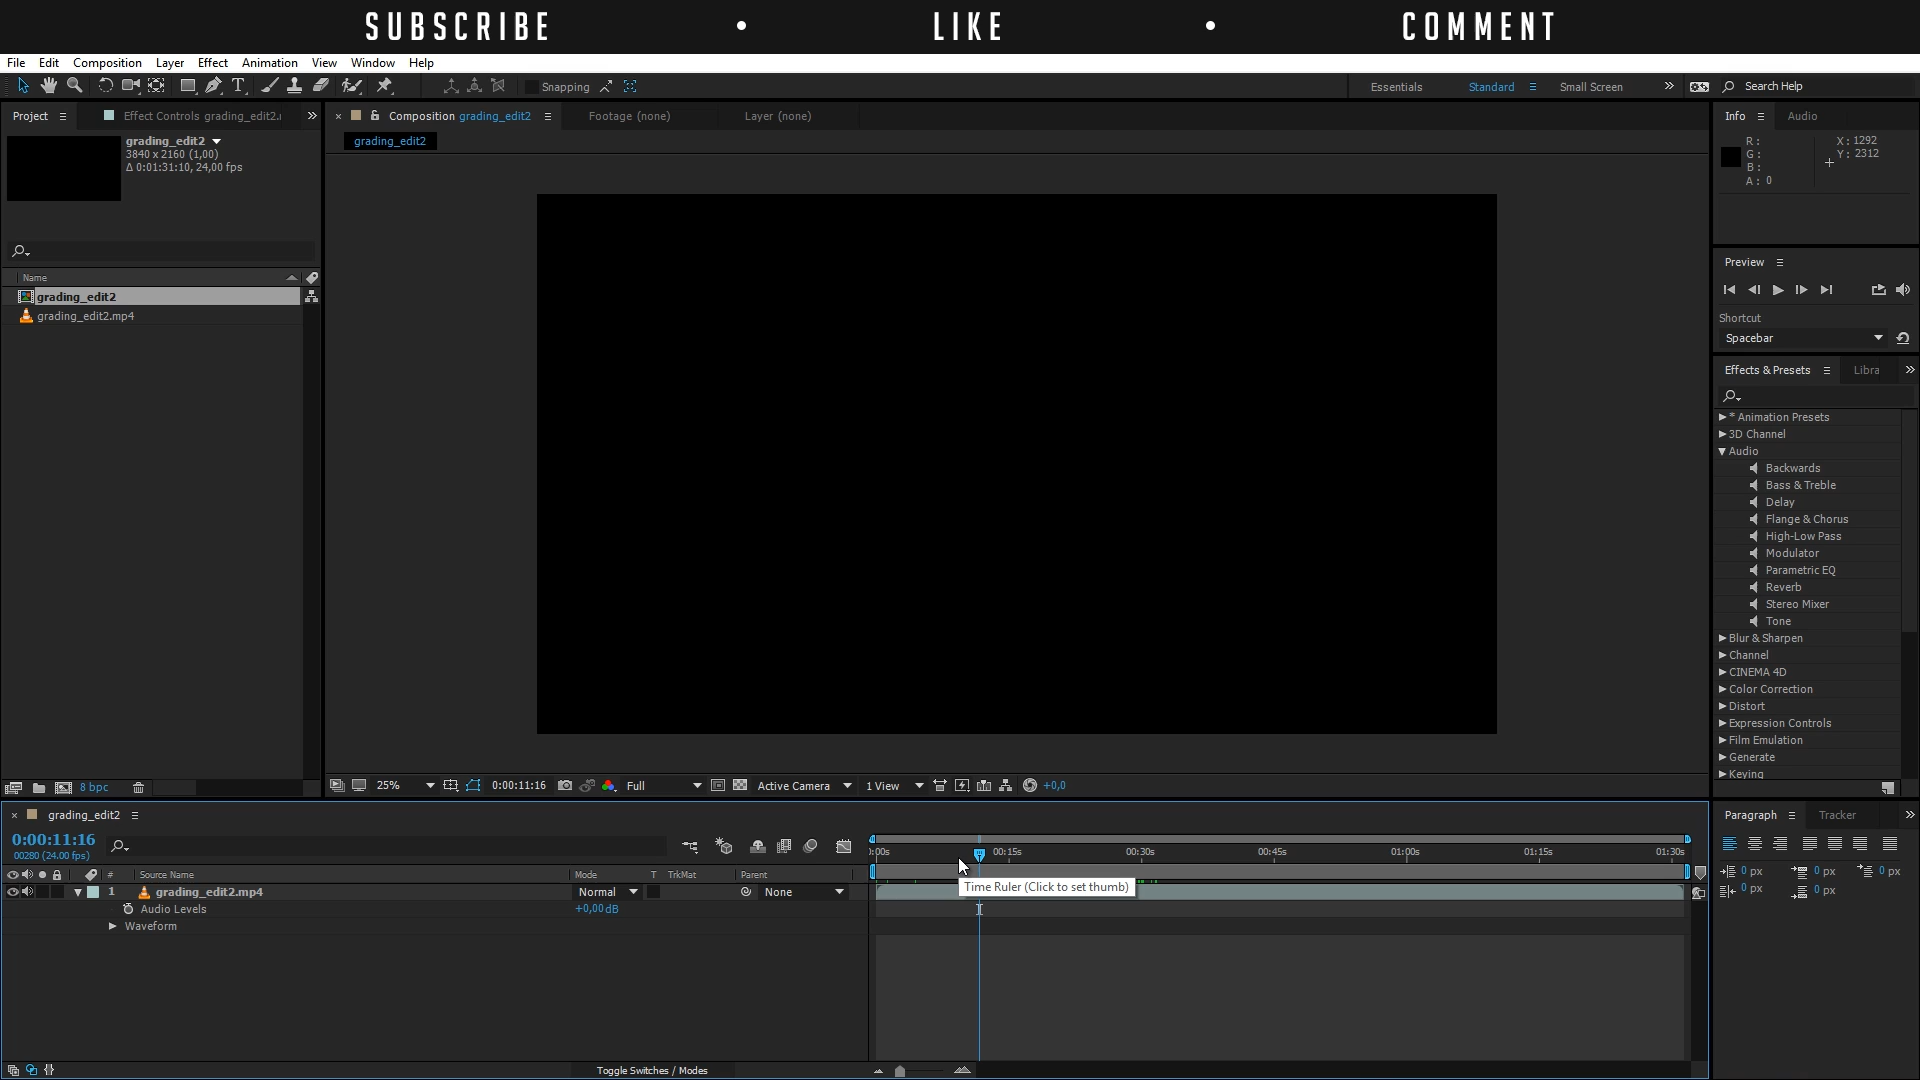 SUBSCRIBE • LIKE • COMMENT
File Edit Composition Layer Effect Animation View Window Help
Snapping Essentials Standard Small Screen Search Help
Project Effect Controls grading_edit2.
Composition grading_edit2 Footage (none) Layer (none)
Info Audio
grading_edit2
3840 x 2160 (1,00)
Δ 0:01:31:10, 24,00 fps
grading_edit2
R:
G:
B:
A: 0
X: 1292
Y: 2312
Name
grading_edit2
grading_edit2.mp4
8 bpc
25% 0:00:11:16 Full Active Camera 1 View +0,0
Preview
Shortcut
Spacebar
Effects & Presets Libra
* Animation Presets
3D Channel
Audio
Backwards
Bass & Treble
Delay
Flange & Chorus
High-Low Pass
Modulator
Parametric EQ
Reverb
Stereo Mixer
Tone
Blur & Sharpen
Channel
CINEMA 4D
Color Correction
Distort
Expression Controls
Film Emulation
Generate
Keying
grading_edit2
0:00:11:16
00280 (24.00 fps)
:00s 00:15s 00:30s 00:45s 01:00s 01:15s 01:30s
# Source Name Mode T TrkMat Parent
1 grading_edit2.mp4 Normal None
Time Ruler (Click to set thumb)
Audio Levels +0,00 dB
Waveform
Toggle Switches / Modes
Paragraph Tracker
0 px 0 px 0 px
0 px 0 px